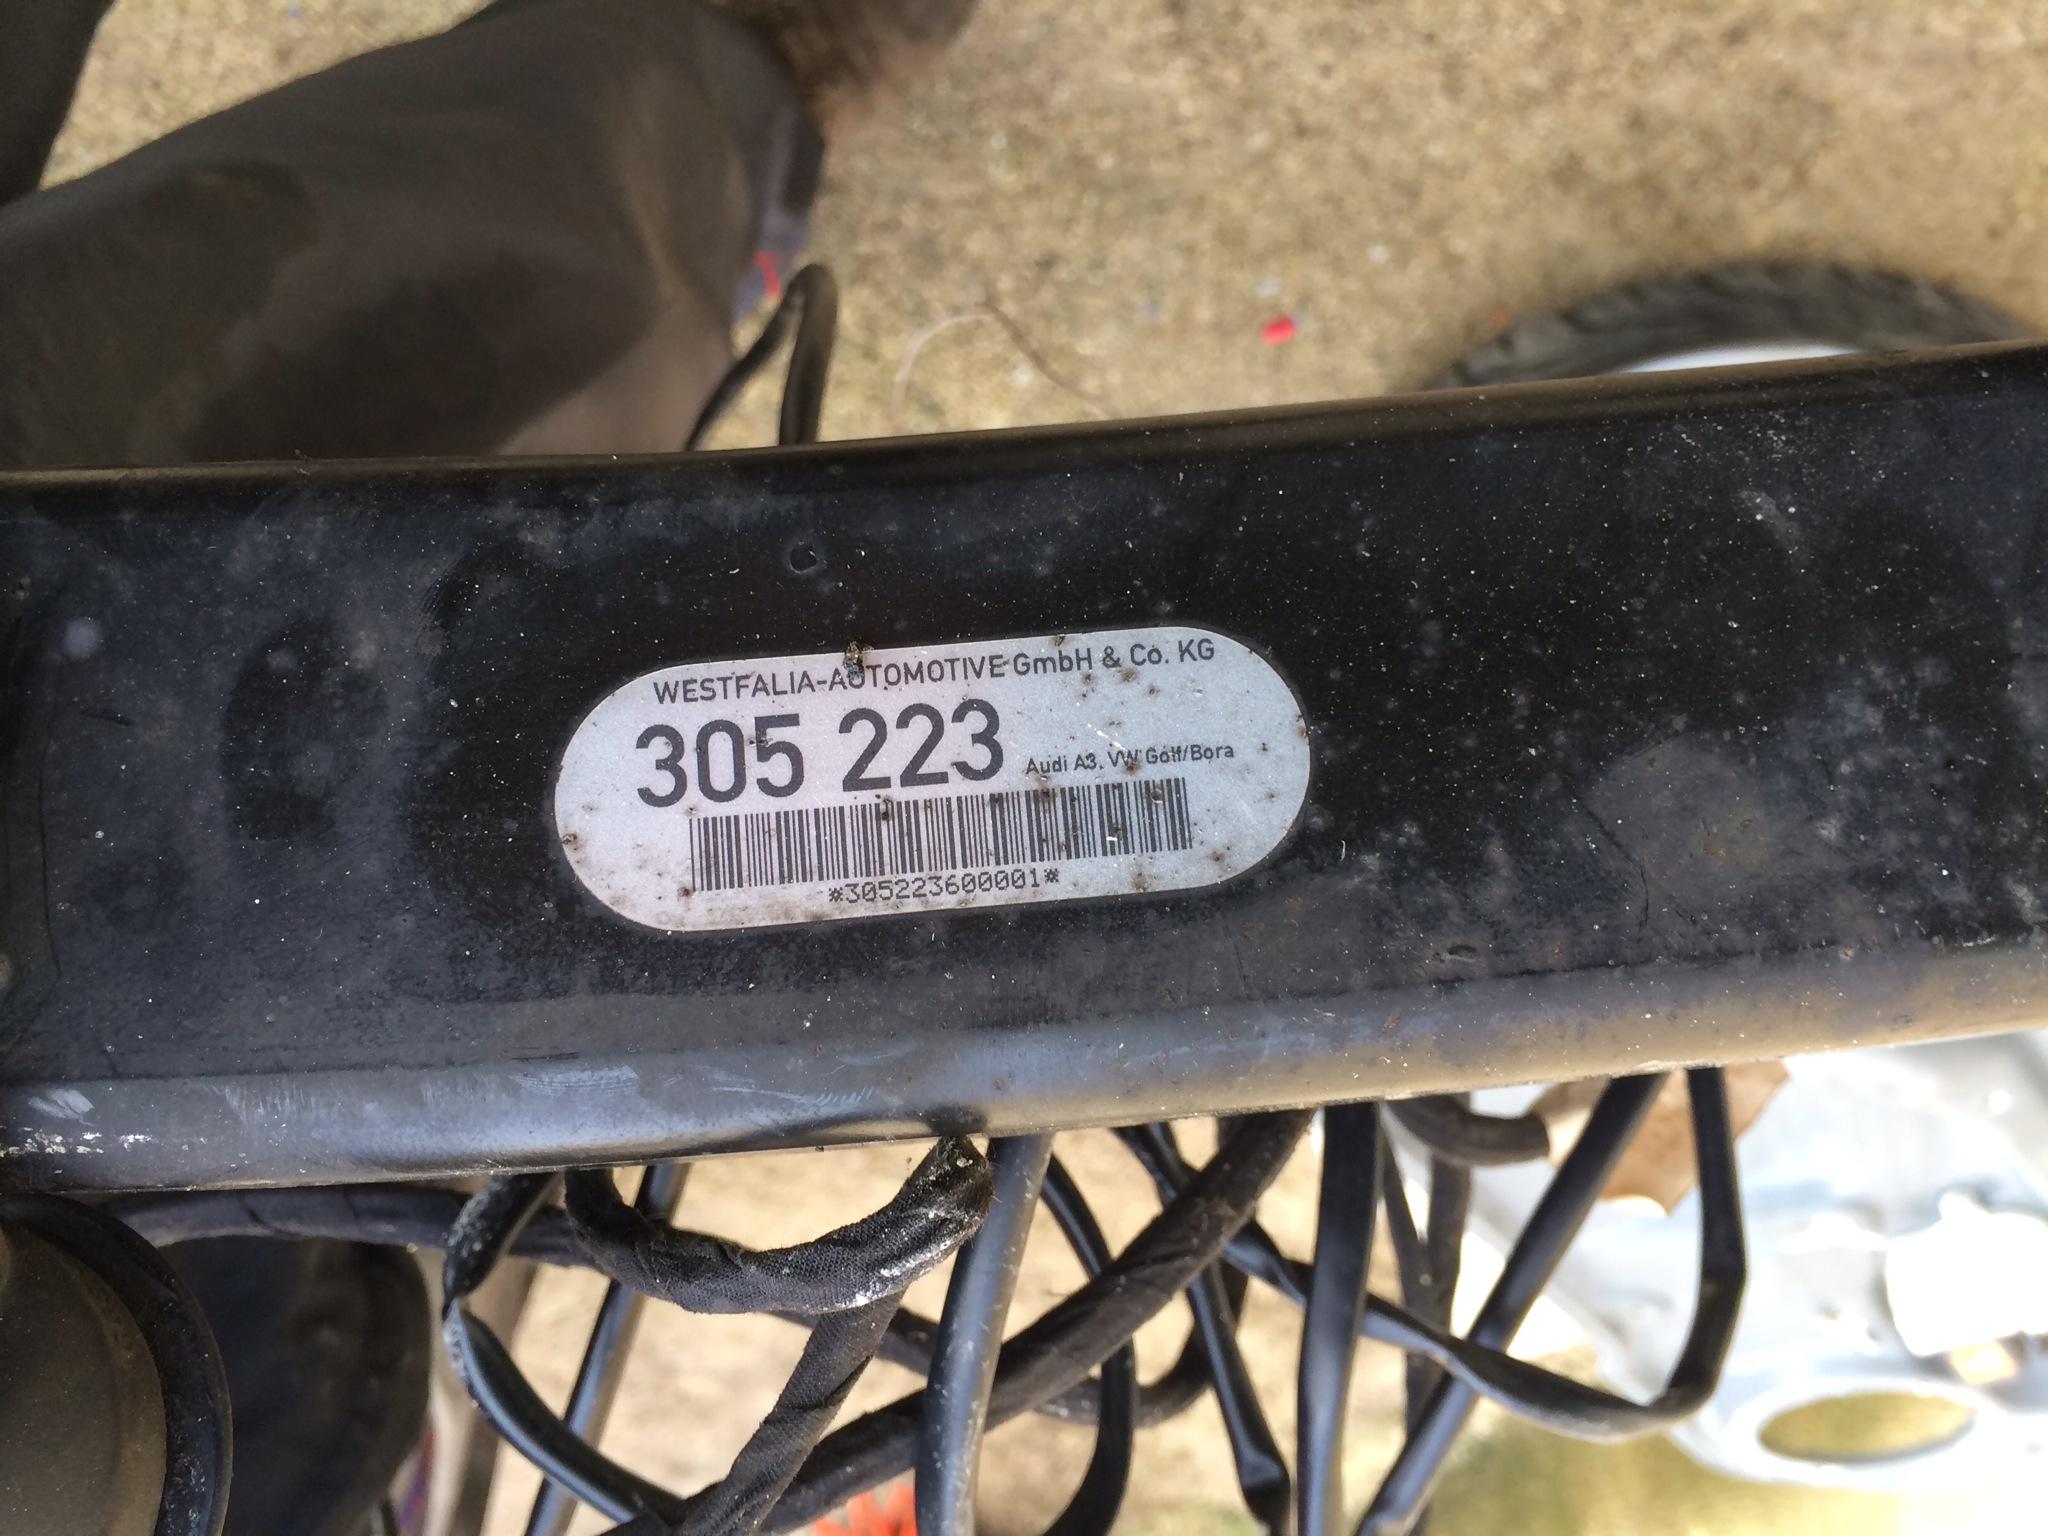 WESTFALIA-AUTOMOTIVE GmbH & Co. KG
305 223 Audi A3. VW Golf/Bora
*305223600001*